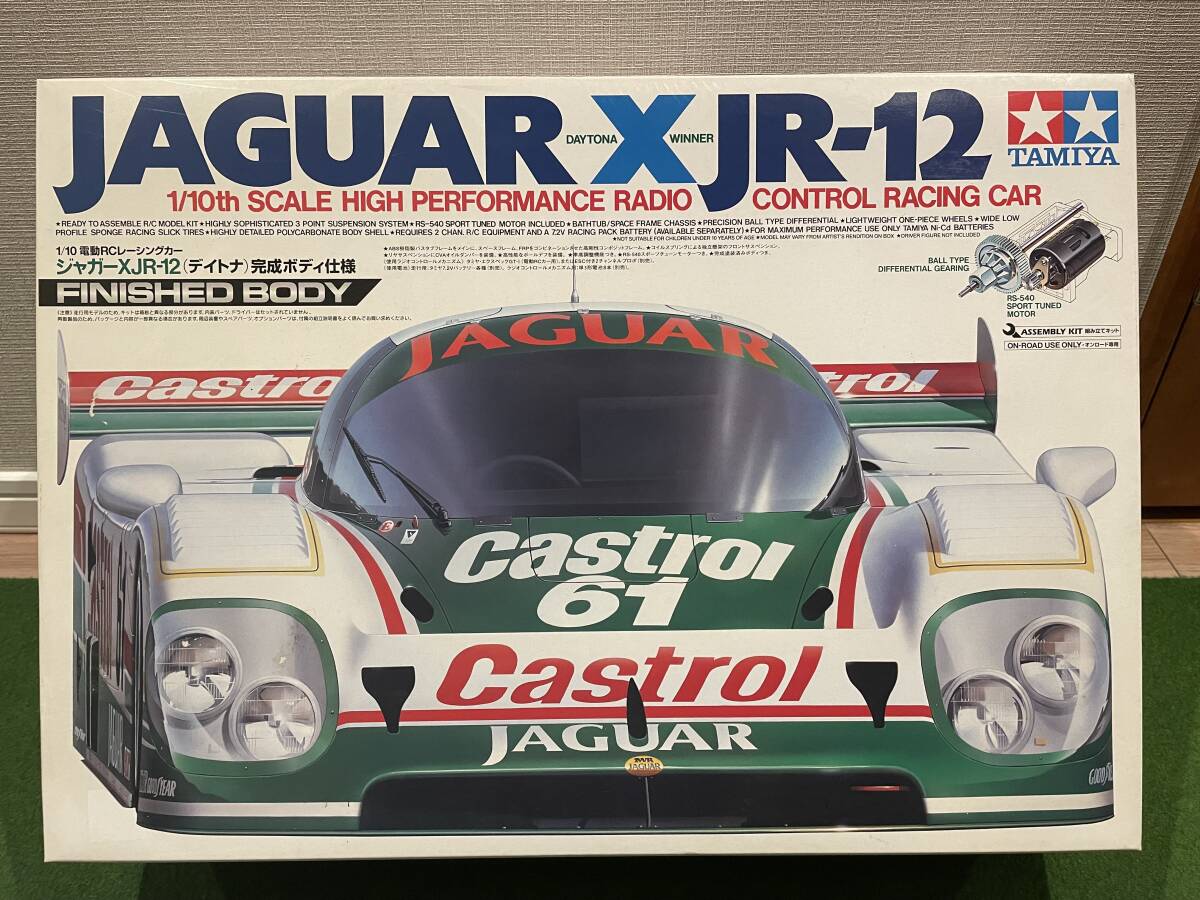 JAGUAR XJR-12
DAYTONA WINNER
TAMIYA
1/10th SCALE HIGH PERFORMANCE RADIO CONTROL RACING CAR
★READY TO ASSEMBLE R/C MODEL KIT★HIGHLY SOPHISTICATED 3 POINT SUSPENSION SYSTEM★RS-540 SPORT TUNED MOTOR INCLUDED★BATHTUB/SPACE FRAME CHASSIS★PRECISION BALL TYPE DIFFERENTIAL★LIGHTWEIGHT ONE-PIECE WHEELS★WIDE LOW
PROFILE SPONGE RACING SLICK TIRES★HIGHLY DETAILED POLYCARBONATE BODY SHELL★REQUIRES 2 CHAN. R/C EQUIPMENT AND A 7.2V RACING PACK BATTERY (AVAILABLE SEPARATELY)★FOR MAXIMUM PERFORMANCE USE ONLY TAMIYA Ni-Cd BATTERIES
★NOT SUITABLE FOR CHILDREN UNDER 10 YEARS OF AGE★MODEL MAY VARY FROM ARTIST'S RENDITION ON BOX ★DRIVER FIGURE NOT INCLUDED
1/10 電動RCレーシングカー
ジャガーXJR-12(デイトナ)完成ボディ仕様
FINISHED BODY
BALL TYPE
DIFFERENTIAL GEARING
RS-540
SPORT TUNED
MOTOR
ASSEMBLY KIT 組み立てキット
ON-ROAD USE ONLY・オンロード専用
JAGUAR
Castro
trol
Castrol
61
Castrol
JAGUAR
TWR
JAGUAR
GOODYEAR
JAGUAR